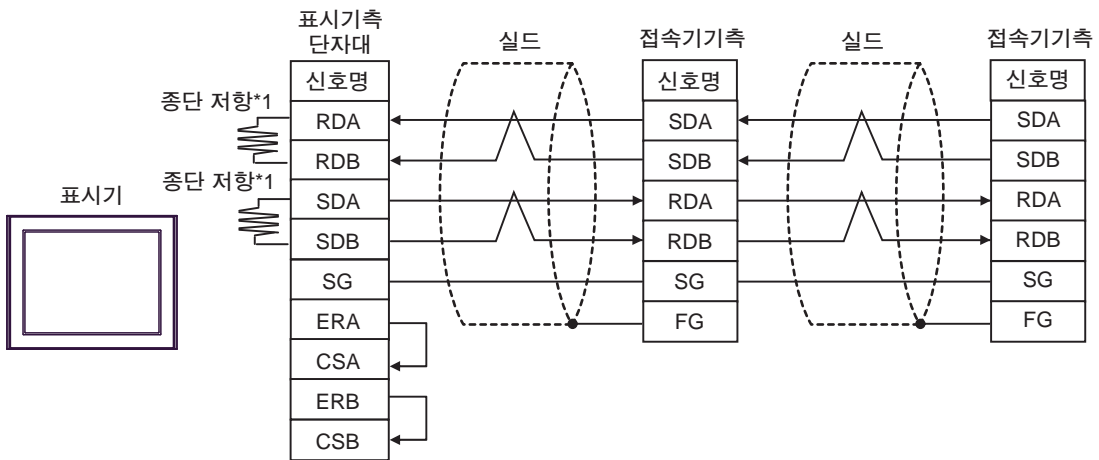 표시기측
단자대
실드
접속기기측
실드
접속기기측
신호명
신호명
신호명
종단 저항*1
RDA
SDA
SDA
RDB
SDB
SDB
종단 저항*1
표시기
SDA
RDA
RDA
SDB
RDB
RDB
SG
SG
SG
ERA
FG
FG
CSA
ERB
CSB